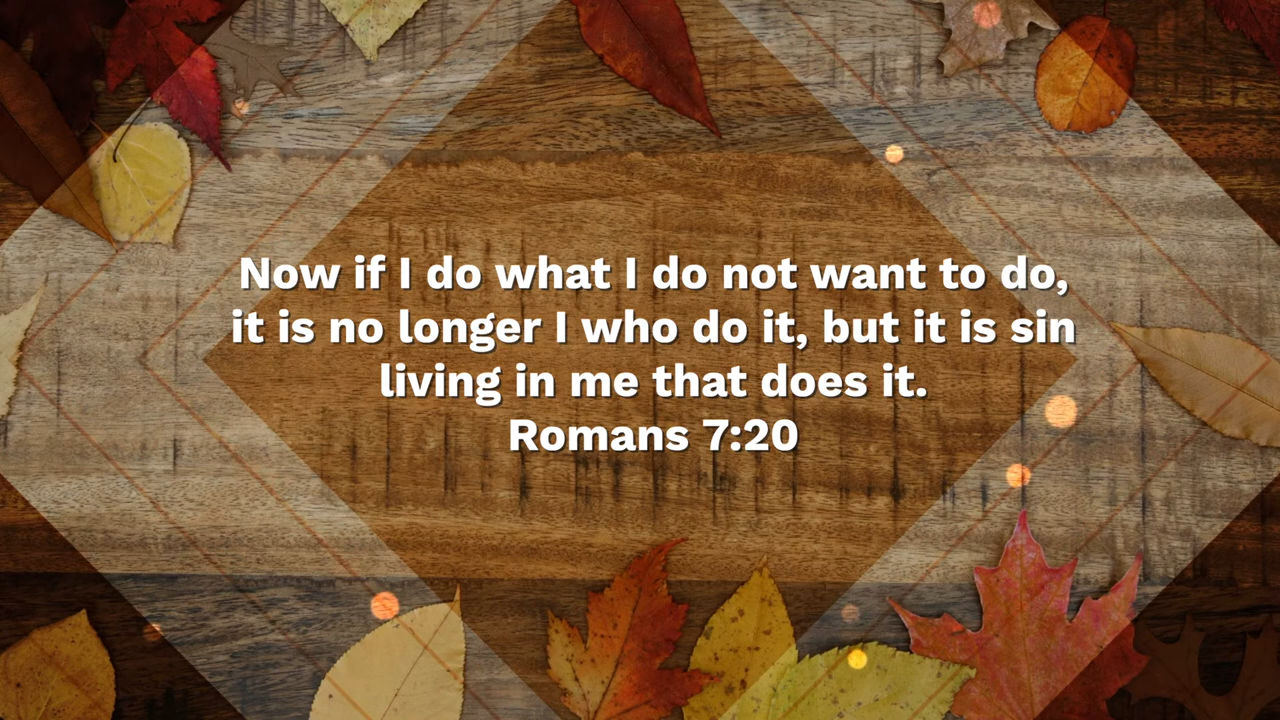 Now if I do what I do not want to do,
it is no longer I who do it, but it is sin
living in me that does it.
Romans 7:20